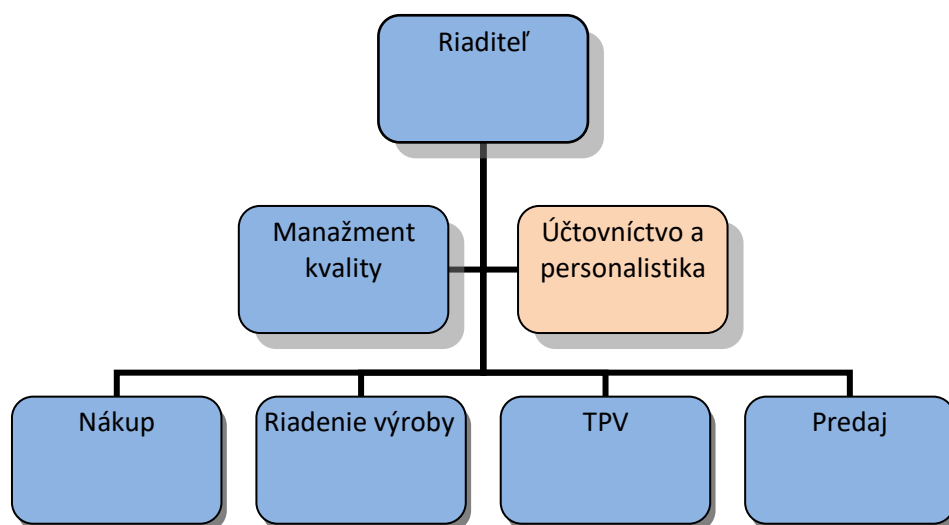 Riaditeľ
Manažment
kvality
Účtovníctvo a
personalistika
Nákup
Riadenie výroby
TPV
Predaj